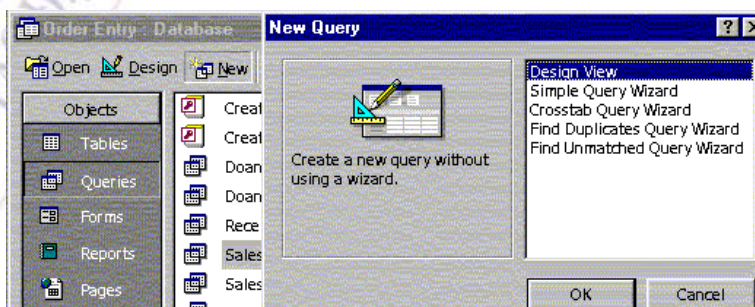 Order Entry : Database
Open Design New
Objects
Tables
Queries
Forms
Reports
Pages
Creat
Creat
Doan
Doan
Rece
Sales
Sales
New Query
Create a new query without
using a wizard.
Design View
Simple Query Wizard
Crosstab Query Wizard
Find Duplicates Query Wizard
Find Unmatched Query Wizard
OK Cancel